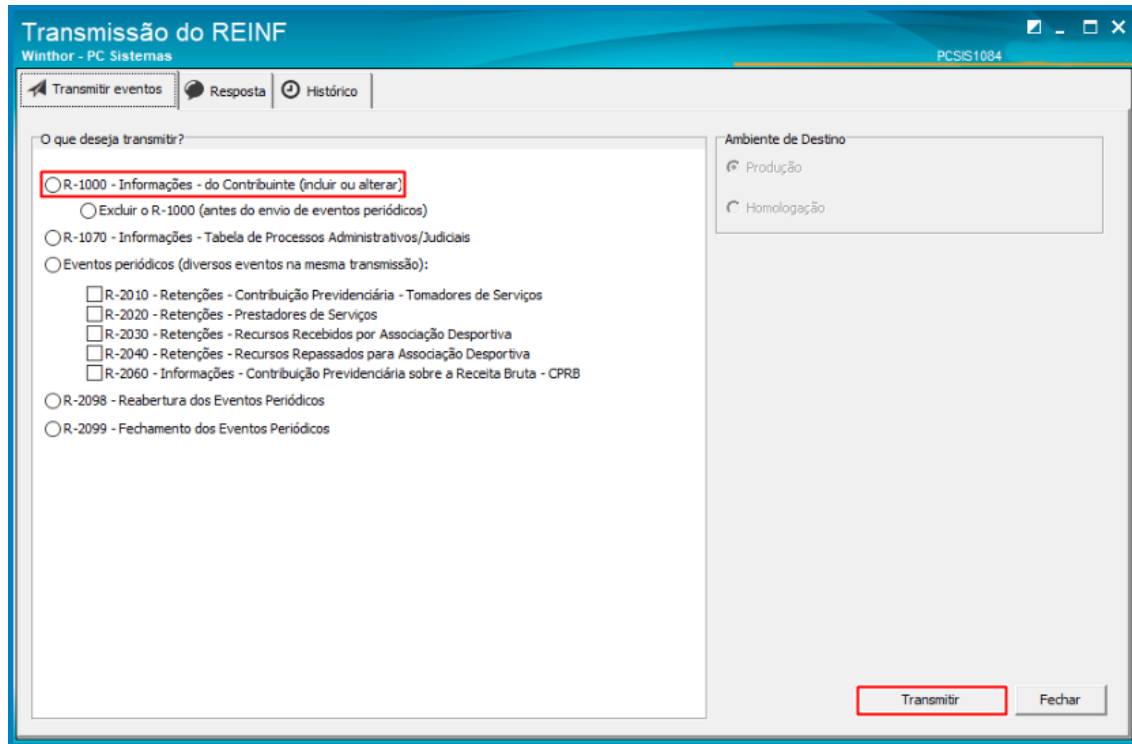 Transmissão do REINF
Winthor - PC Sistemas
PCSIS1084
Transmitir eventos
Resposta
Histórico
O que deseja transmitir?
R-1000 - Informações - do Contribuinte (incluir ou alterar)
Excluir o R-1000 (antes do envio de eventos periódicos)
R-1070 - Informações - Tabela de Processos Administrativos/Judiciais
Eventos periódicos (diversos eventos na mesma transmissão):
R-2010 - Retenções - Contribuição Previdenciária - Tomadores de Serviços
R-2020 - Retenções - Prestadores de Serviços
R-2030 - Retenções - Recursos Recebidos por Associação Desportiva
R-2040 - Retenções - Recursos Repassados para Associação Desportiva
R-2060 - Informações - Contribuição Previdenciária sobre a Receita Bruta - CPRB
R-2098 - Reabertura dos Eventos Periódicos
R-2099 - Fechamento dos Eventos Periódicos
Ambiente de Destino
Produção
Homologação
Transmitir
Fechar